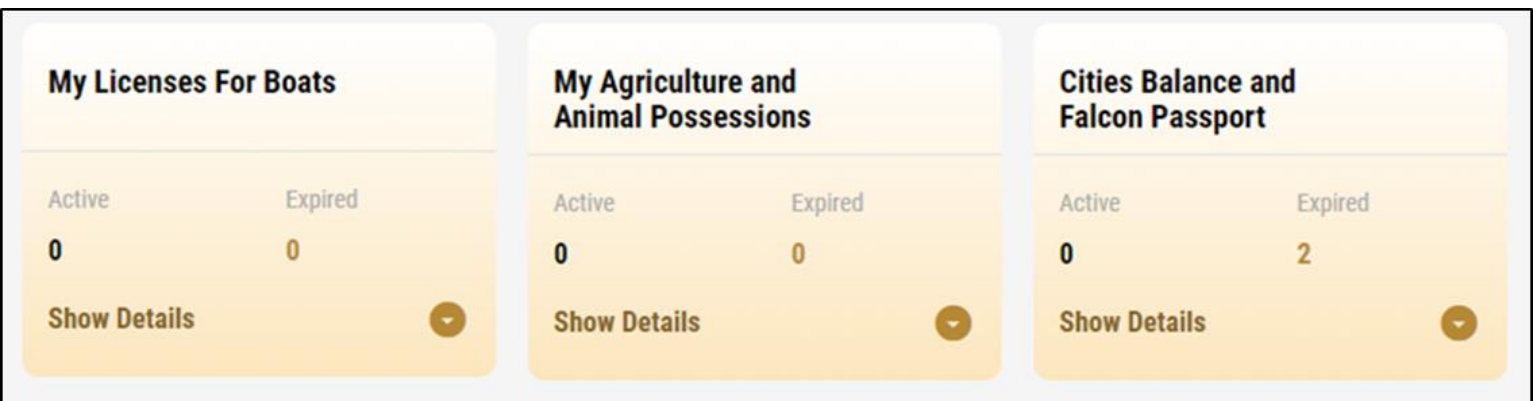 My Licenses For Boats
Active Expired
0 0
Show Details
My Agriculture and
Animal Possessions
Active Expired
0 0
Show Details
Cities Balance and
Falcon Passport
Active Expired
0 2
Show Details